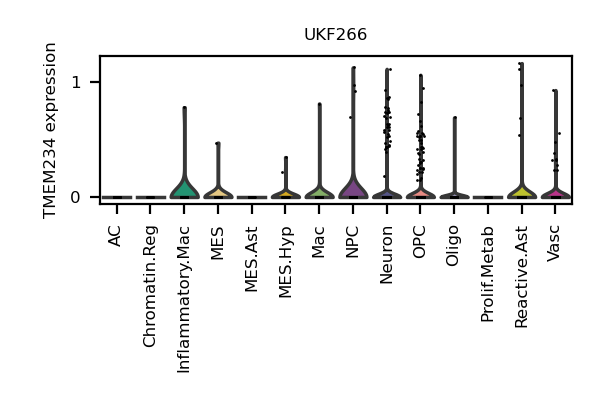 UKF266
TMEM234 expression
1
0
AC
Chromatin.Reg
Inflammatory.Mac
MES
MES.Ast
MES.Hyp
Mac
NPC
Neuron
OPC
Oligo
Prolif.Metab
Reactive.Ast
Vasc